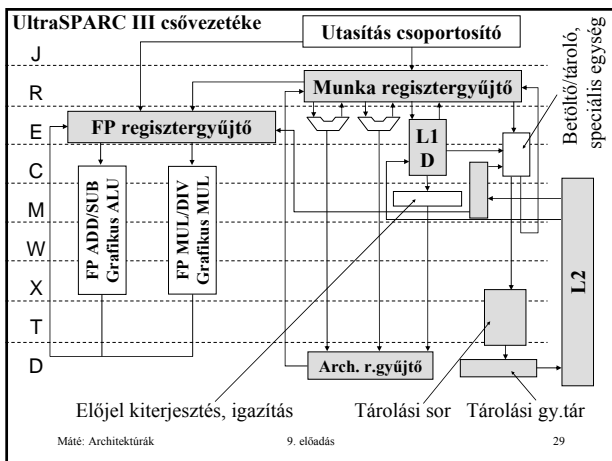 UltraSPARC III csővezetéke
Utasítás csoportosító
J
R
Munka regisztergyűjtő
Betöltő/tároló,
speciális egység
E
FP regisztergyűjtő
L1
D
C
FP ADD/SUB
Grafikus ALU
FP MUL/DIV
Grafikus MUL
M
W
X
L2
T
D
Arch. r.gyűjtő
Előjel kiterjesztés, igazítás
Tárolási sor
Tárolási gy.tár
Máté: Architektúrák
9. előadás
29